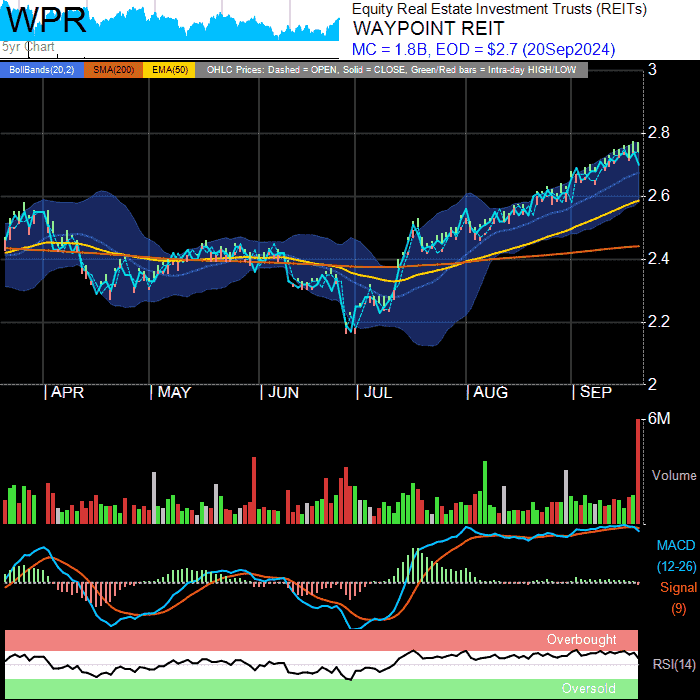 WPR
5yr Chart
Equity Real Estate Investment Trusts (REITs)
WAYPOINT REIT
MC = 1.8B, EOD = $2.7 (20Sep2024)
BollBands(20,2) SMA(200) EMA(50) OHLC Prices: Dashed = OPEN, Solid = CLOSE, Green/Red bars = Intra-day HIGH/LOW
3
2.8
2.6
2.4
2.2
2
APR MAY JUN JUL AUG SEP
6M
Volume
MACD
(12-26)
Signal
(9)
Overbought
RSI(14)
Oversold